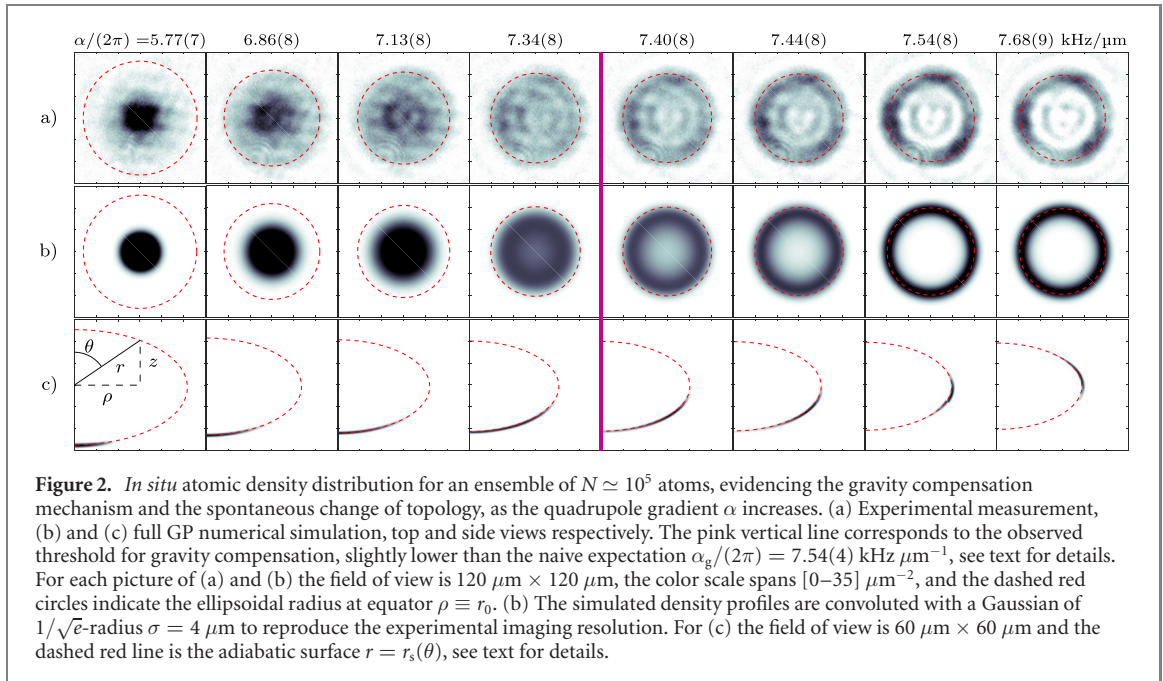 α/(2π) =5.77(7) 6.86(8) 7.13(8) 7.34(8) 7.40(8) 7.44(8) 7.54(8) 7.68(9) kHz/µm
a)
b)
c)
θ
r
z
ρ
Figure 2. In situ atomic density distribution for an ensemble of N ≃ 10⁵ atoms, evidencing the gravity compensation
mechanism and the spontaneous change of topology, as the quadrupole gradient α increases. (a) Experimental measurement,
(b) and (c) full GP numerical simulation, top and side views respectively. The pink vertical line corresponds to the observed
threshold for gravity compensation, slightly lower than the naive expectation αg/(2π) = 7.54(4) kHz µm⁻¹, see text for details.
For each picture of (a) and (b) the field of view is 120 µm × 120 µm, the color scale spans [0–35] µm⁻², and the dashed red
circles indicate the ellipsoidal radius at equator ρ ≡ r₀. (b) The simulated density profiles are convoluted with a Gaussian of
1/√e-radius σ = 4 µm to reproduce the experimental imaging resolution. For (c) the field of view is 60 µm × 60 µm and the
dashed red line is the adiabatic surface r = rₛ(θ), see text for details.